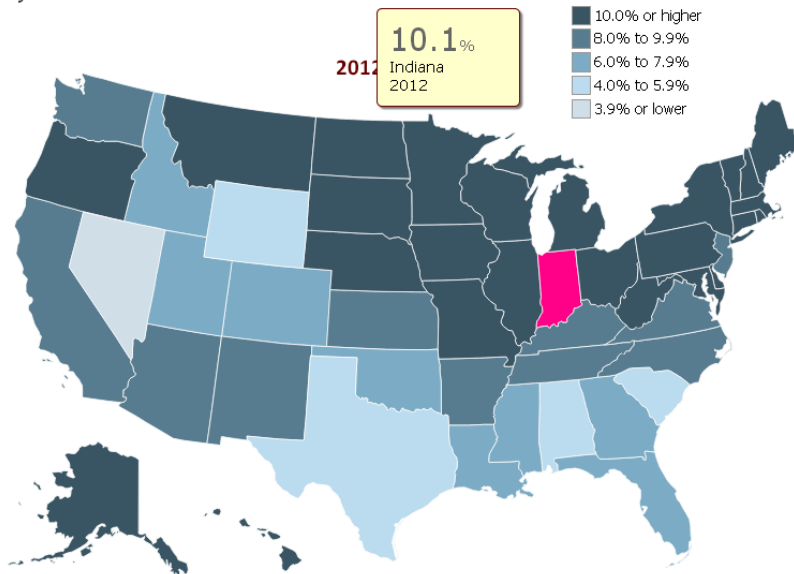 10.0% or higher
8.0% to 9.9%
6.0% to 7.9%
4.0% to 5.9%
3.9% or lower
2012
10.1%
Indiana
2012